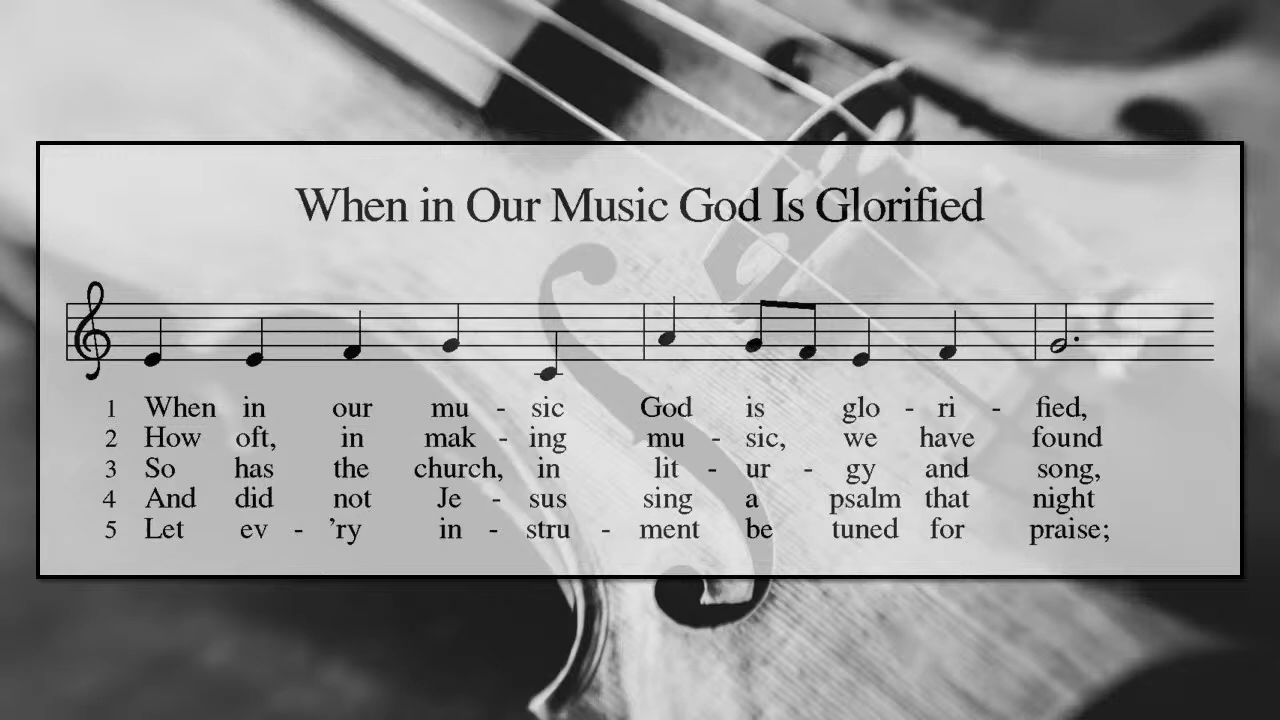 When in Our Music God Is Glorified
1 When in our mu - sic God is glo - ri - fied,
2 How oft, in mak - ing mu - sic, we have found
3 So has the church, in lit - ur - gy and song,
4 And did not Je - sus sing a psalm that night
5 Let ev - 'ry in - stru - ment be tuned for praise;